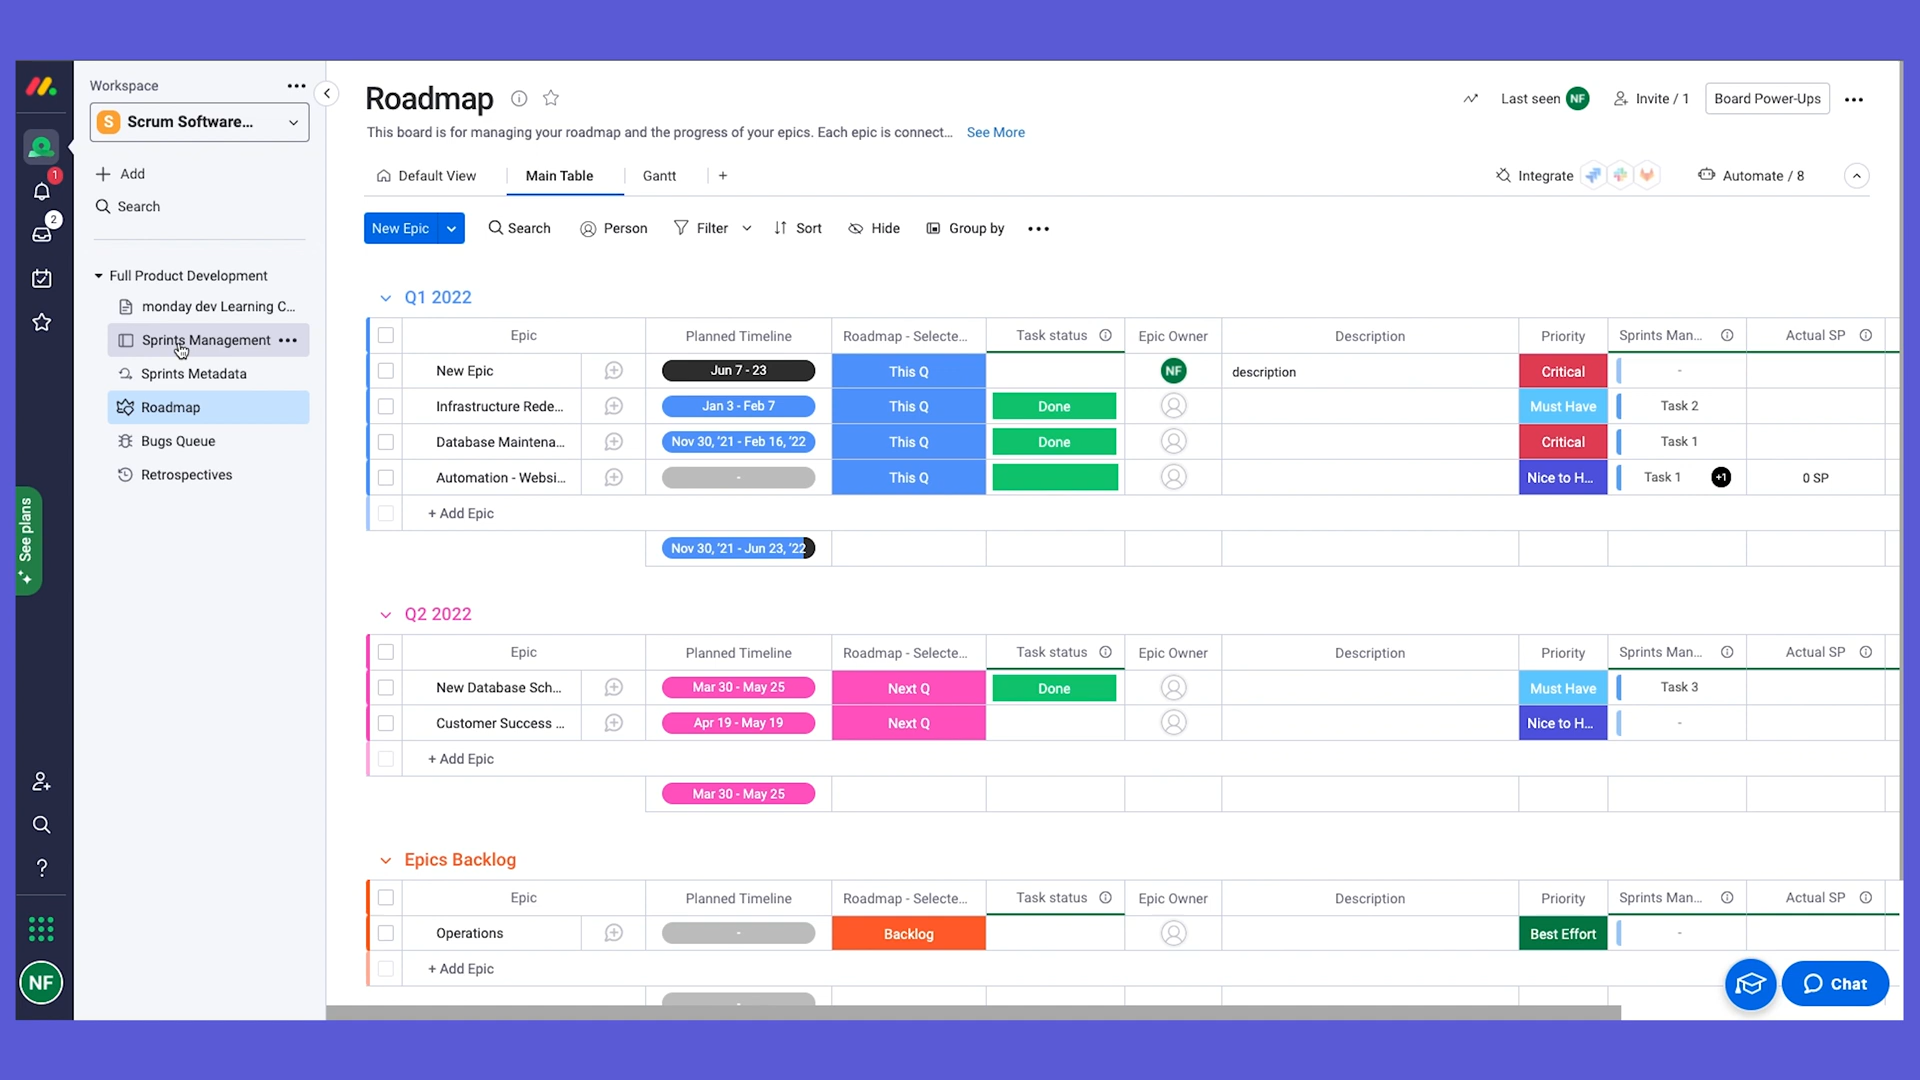 Workspace
S Scrum Software...
Add
Search
Full Product Development
monday dev Learning C...
Sprints Management
Sprints Metadata
Roadmap
Bugs Queue
Retrospectives
1
2
See plans
NF
Roadmap
Last seen NF
Invite / 1
Board Power-Ups
This board is for managing your roadmap and the progress of your epics. Each epic is connect... See More
Default View
Main Table
Gantt
Integrate
Automate / 8
New Epic
Search
Person
Filter
Sort
Hide
Group by
Q1 2022
Epic Planned Timeline Roadmap - Selecte... Task status Epic Owner Description Priority Sprints Man... Actual SP
New Epic Jun 7 - 23 This Q NF description Critical -
Infrastructure Rede... Jan 3 - Feb 7 This Q Done Must Have Task 2
Database Maintena... Nov 30, '21 - Feb 16, '22 This Q Done Critical Task 1
Automation - Websi... - This Q Nice to H... Task 1 +1 0 SP
+ Add Epic
Nov 30, '21 - Jun 23, '22
Q2 2022
Epic Planned Timeline Roadmap - Selecte... Task status Epic Owner Description Priority Sprints Man... Actual SP
New Database Sch... Mar 30 - May 25 Next Q Done Must Have Task 3
Customer Success ... Apr 19 - May 19 Next Q Nice to H... -
+ Add Epic
Mar 30 - May 25
Epics Backlog
Epic Planned Timeline Roadmap - Selecte... Task status Epic Owner Description Priority Sprints Man... Actual SP
Operations - Backlog Best Effort -
+ Add Epic
-
Chat